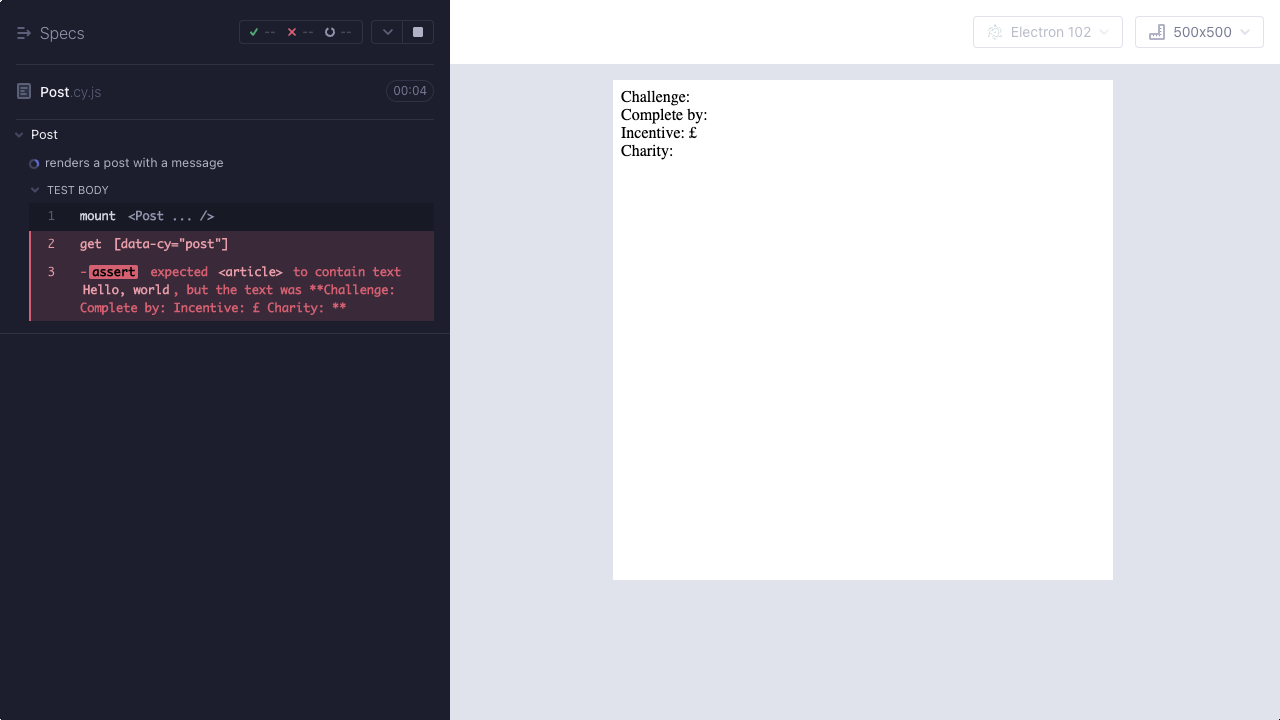 Specs
-- -- --
Post.cy.js
00:04
Post
renders a post with a message
TEST BODY
1 mount <Post ... />
2 get [data-cy="post"]
3 -assert expected <article> to contain text
Hello, world, but the text was **Challenge:
Complete by: Incentive: £ Charity: **
Electron 102
500x500
Challenge:
Complete by:
Incentive: £
Charity: